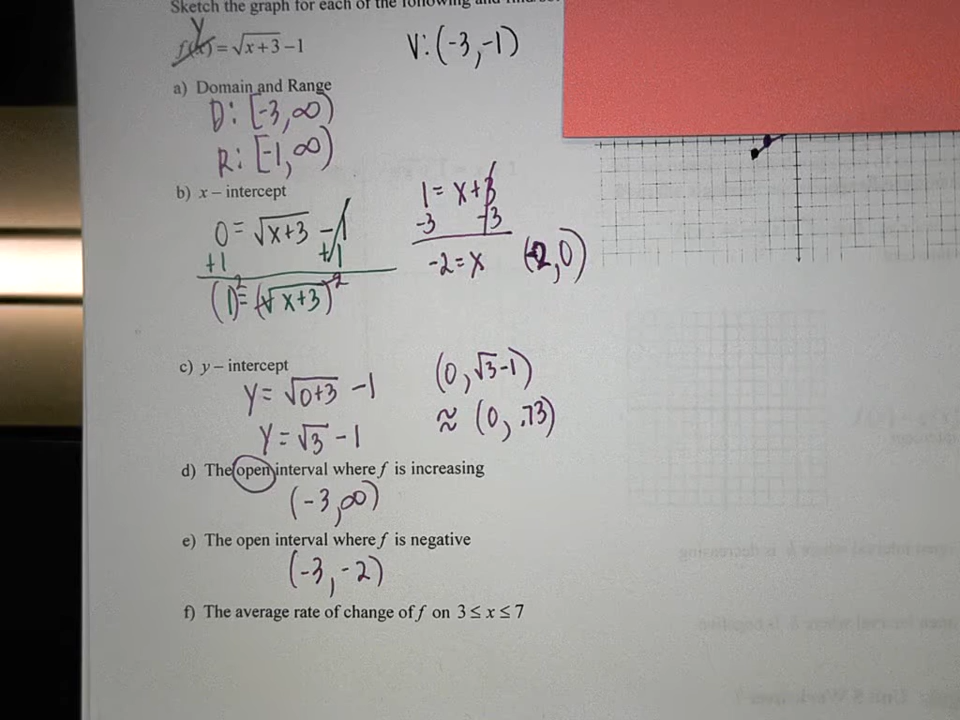 Sketch the graph for each of the following and
y
f(x) = √x+3 − 1
V: (-3, -1)
a) Domain and Range
D: [-3, ∞)
R: [-1, ∞)
b) x – intercept
0 = √x+3 - 1
+1 +1
(1)² = (√x+3)²
1 = x+3
-3 -3
-2 = x (-2, 0)
c) y – intercept
y = √0+3 - 1
y = √3 - 1
(0, √3-1)
≈ (0, .73)
d) The open interval where f is increasing
(-3, ∞)
e) The open interval where f is negative
(-3, -2)
f) The average rate of change of f on 3 ≤ x ≤ 7